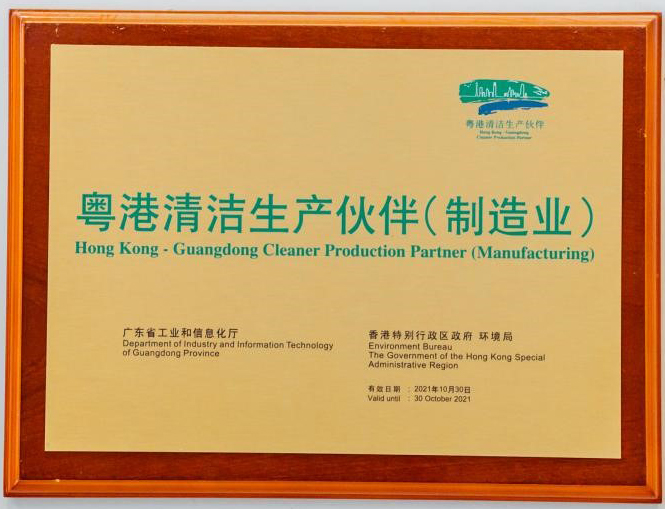 粤港清洁生产伙伴
Hong Kong - Guangdong
Cleaner Production Partner
粤港清洁生产伙伴(制造业)
Hong Kong - Guangdong Cleaner Production Partner (Manufacturing)
广东省工业和信息化厅
Department of Industry and Information Technology
of Guangdong Province
香港特别行政区政府 环境局
Environment Bureau
The Government of the Hong Kong Special
Administrative Region
有效日期 : 2021年10月30日
Valid until : 30 October 2021